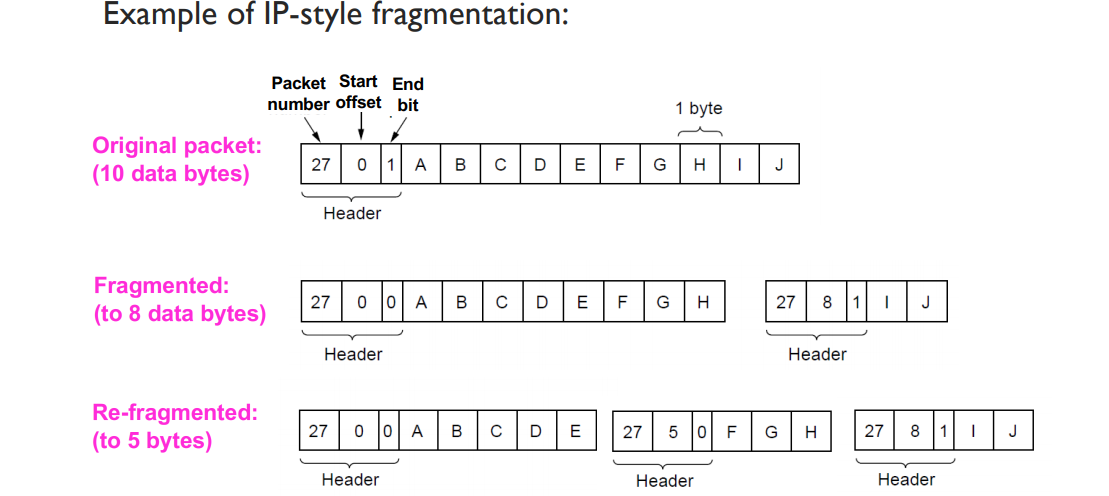 Example of IP-style fragmentation:
Packet Start End
number offset bit
1 byte
Original packet:
(10 data bytes)
27 0 1 A B C D E F G H I J
Header
Fragmented:
(to 8 data bytes)
27 0 0 A B C D E F G H 27 8 1 I J
Header Header
Re-fragmented:
(to 5 bytes)
27 0 0 A B C D E 27 5 0 F G H 27 8 1 I J
Header Header Header